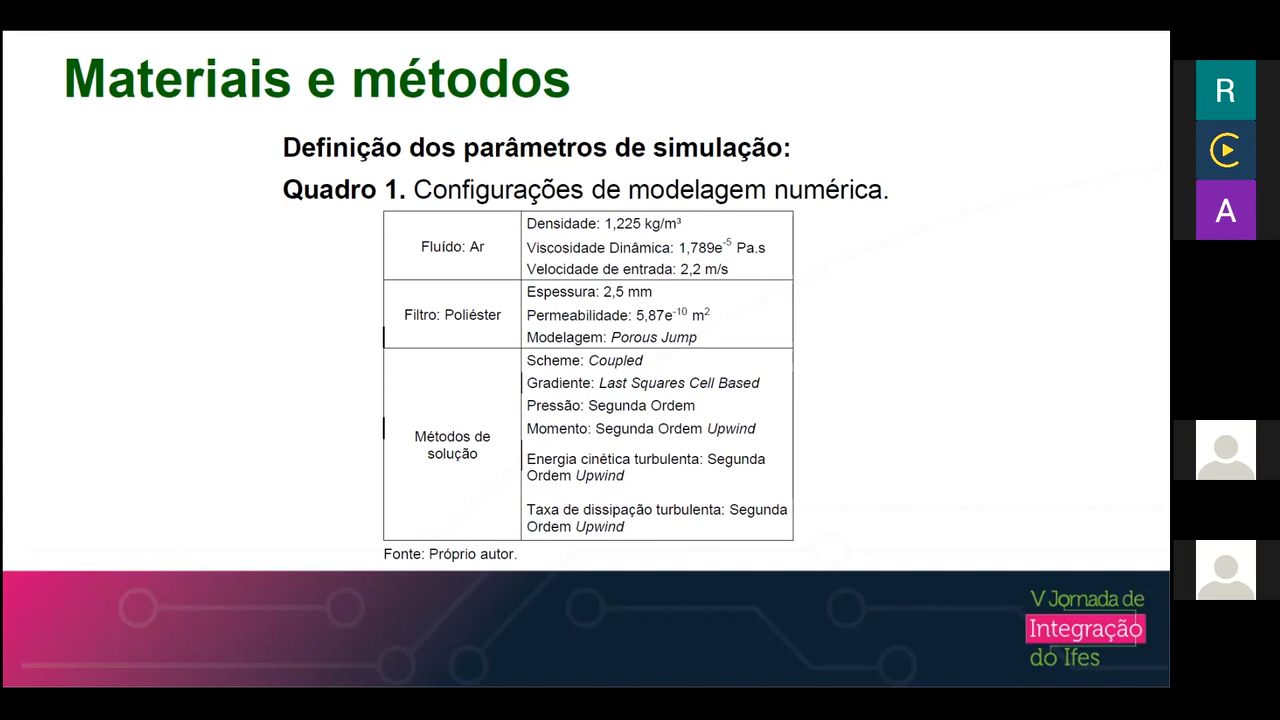 Materiais e métodos
Definição dos parâmetros de simulação:
Quadro 1. Configurações de modelagem numérica.
Fluído: Ar
Densidade: 1,225 kg/m³
Viscosidade Dinâmica: 1,789e⁻⁵ Pa.s
Velocidade de entrada: 2,2 m/s
Filtro: Poliéster
Espessura: 2,5 mm
Permeabilidade: 5,87e⁻¹⁰ m²
Modelagem: Porous Jump
Métodos de
solução
Scheme: Coupled
Gradiente: Last Squares Cell Based
Pressão: Segunda Ordem
Momento: Segunda Ordem Upwind
Energia cinética turbulenta: Segunda
Ordem Upwind
Taxa de dissipação turbulenta: Segunda
Ordem Upwind
Fonte: Próprio autor.
V Jornada de
Integração
do Ifes
R
C
A